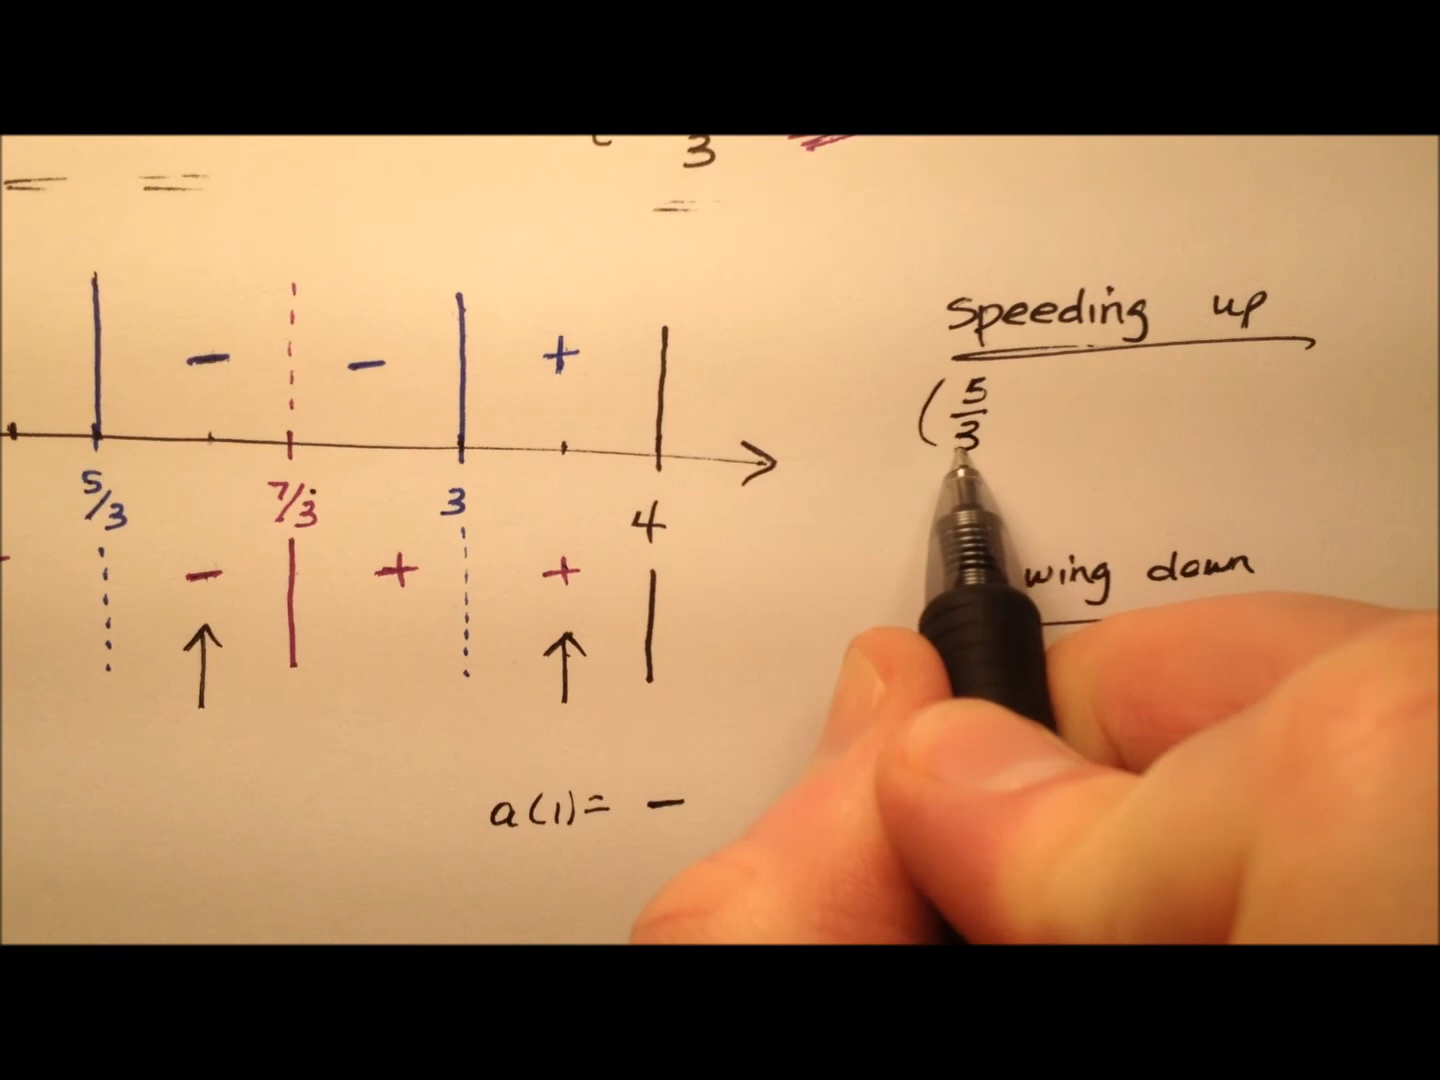 3
Speeding up
- - +
( 5/3
5/3 7/3 3 4
- + +
wing down
a(1) = -